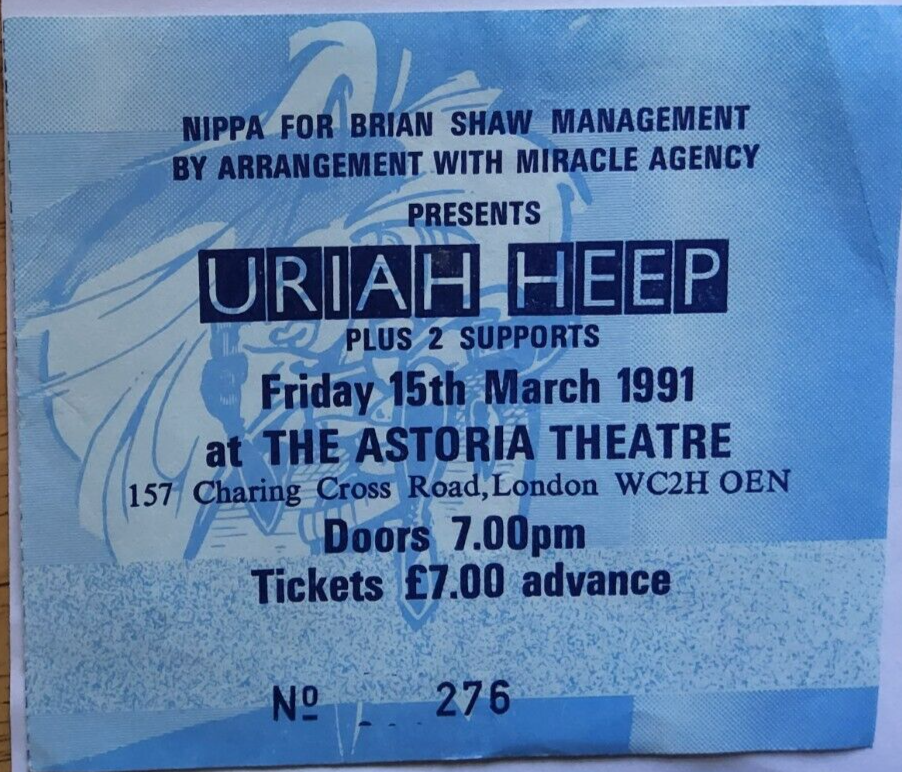 NIPPA FOR BRIAN SHAW MANAGEMENT
BY ARRANGEMENT WITH MIRACLE AGENCY
PRESENTS
URIAH HEEP
PLUS 2 SUPPORTS
Friday 15th March 1991
at THE ASTORIA THEATRE
157 Charing Cross Road, London WC2H OEN
Doors 7.00pm
Tickets £7.00 advance
Nº 276